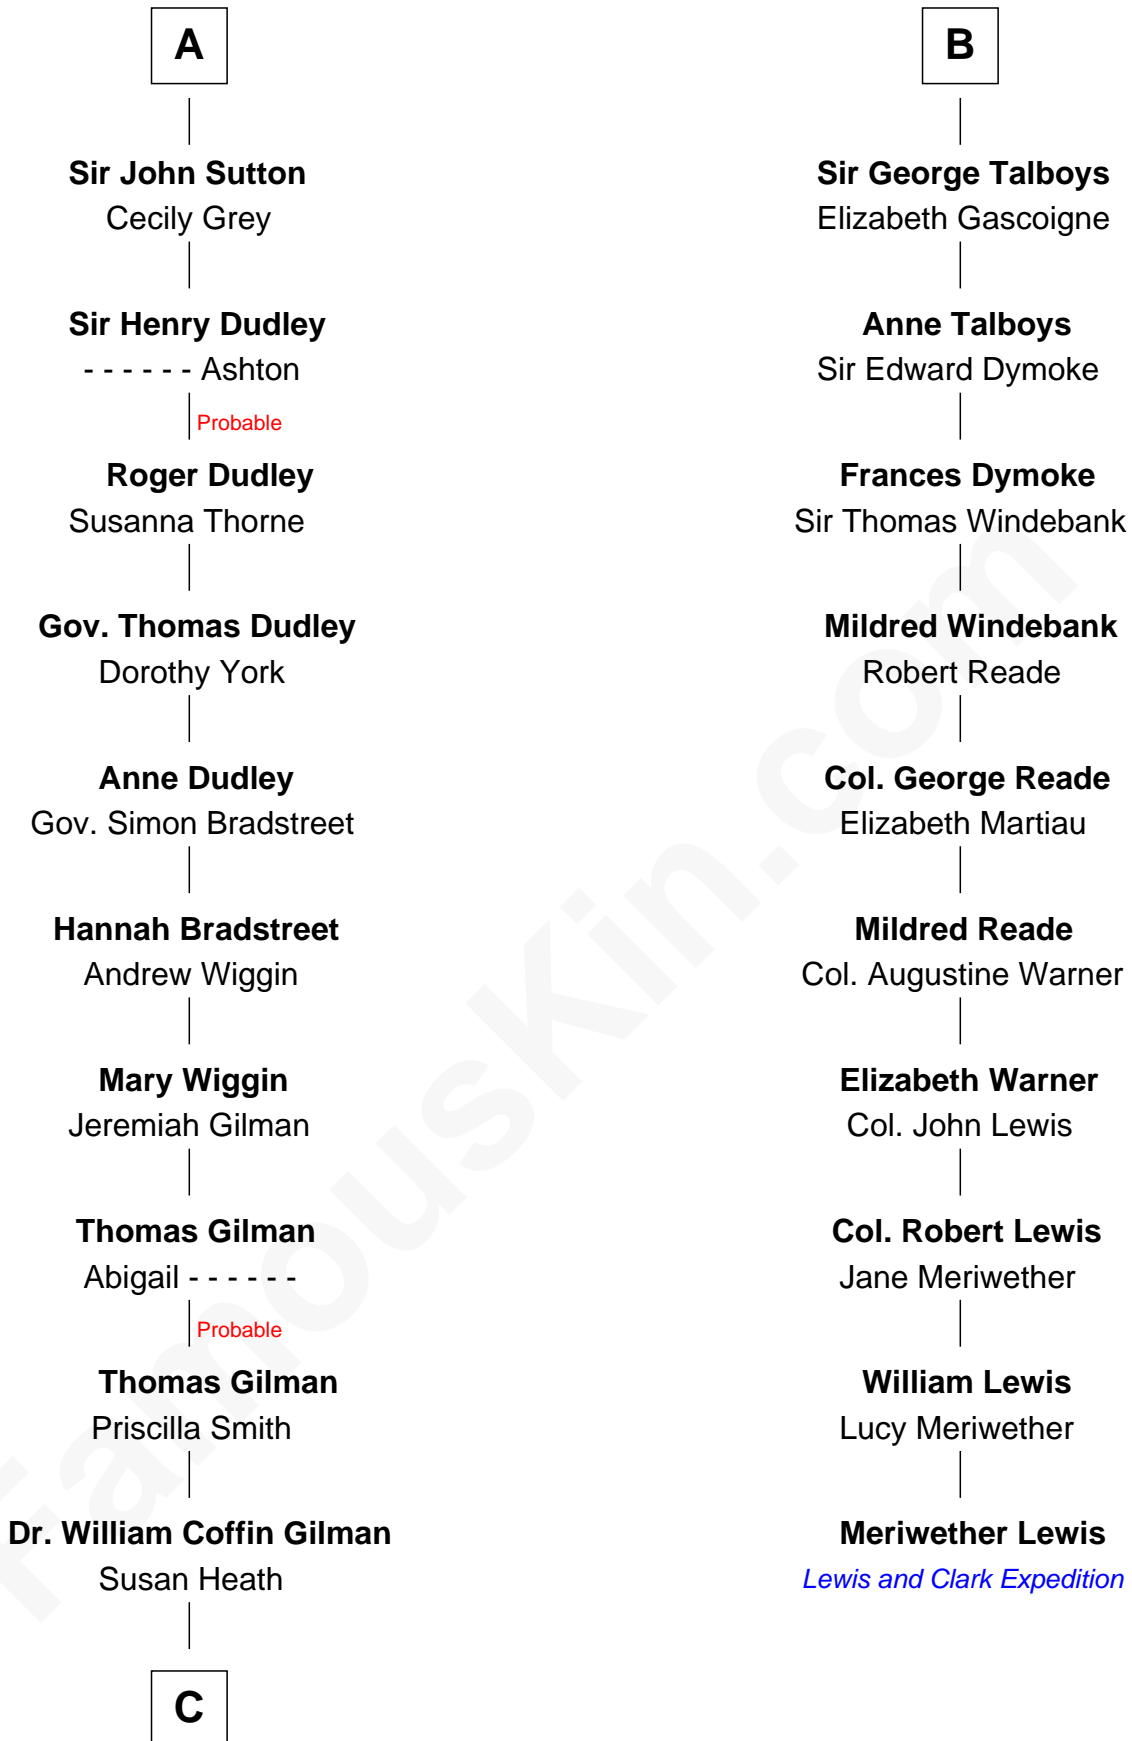 A
Sir John Sutton
Cecily Grey
Sir Henry Dudley
- - - - - - Ashton
Probable
Roger Dudley
Susanna Thorne
Gov. Thomas Dudley
Dorothy York
Anne Dudley
Gov. Simon Bradstreet
Hannah Bradstreet
Andrew Wiggin
Mary Wiggin
Jeremiah Gilman
Thomas Gilman
Abigail - - - - - -
Probable
Thomas Gilman
Priscilla Smith
Dr. William Coffin Gilman
Susan Heath
C
B
Sir George Talboys
Elizabeth Gascoigne
Anne Talboys
Sir Edward Dymoke
Frances Dymoke
Sir Thomas Windebank
Mildred Windebank
Robert Reade
Col. George Reade
Elizabeth Martiau
Mildred Reade
Col. Augustine Warner
Elizabeth Warner
Col. John Lewis
Col. Robert Lewis
Jane Meriwether
William Lewis
Lucy Meriwether
Meriwether Lewis
Lewis and Clark Expedition
FamousKin.com